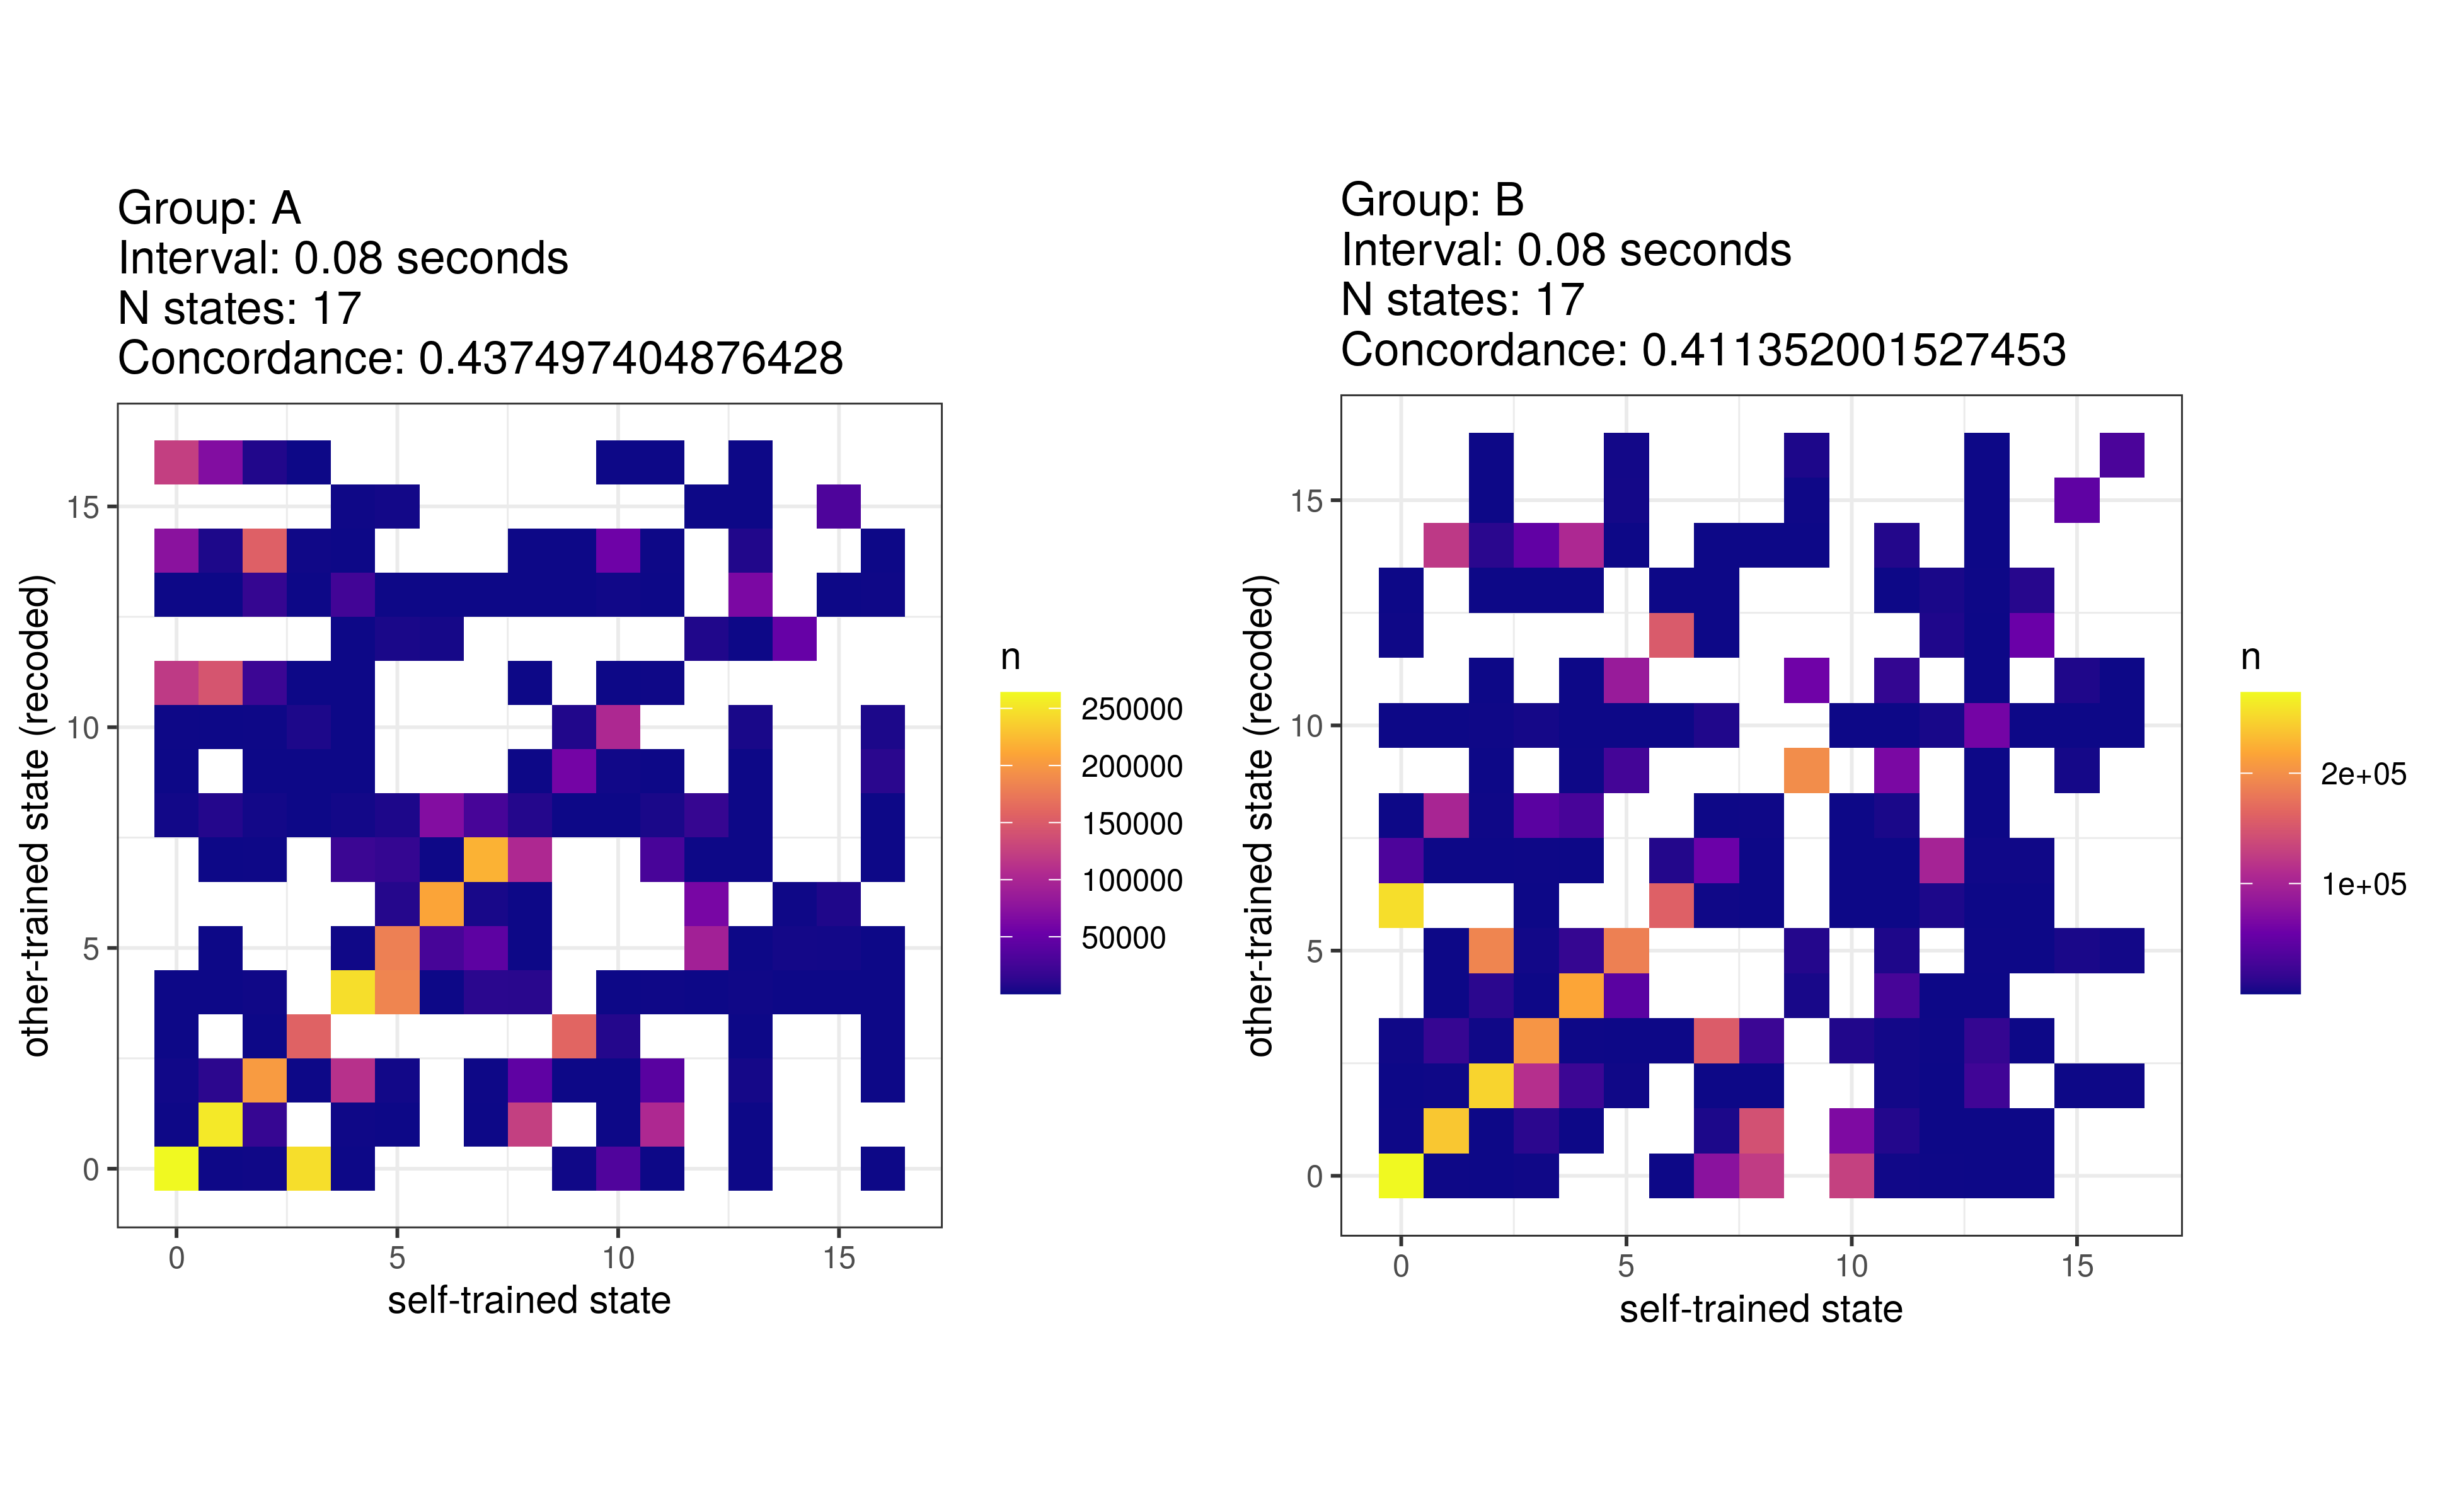 Group: A
Interval: 0.08 seconds
N states: 17
Concordance: 0.437497404876428
other-trained state (recoded)
15
10
5
0
0 5 10 15
self-trained state
n
250000
200000
150000
100000
50000
Group: B
Interval: 0.08 seconds
N states: 17
Concordance: 0.411352001527453
other-trained state (recoded)
15
10
5
0
0 5 10 15
self-trained state
n
2e+05
1e+05